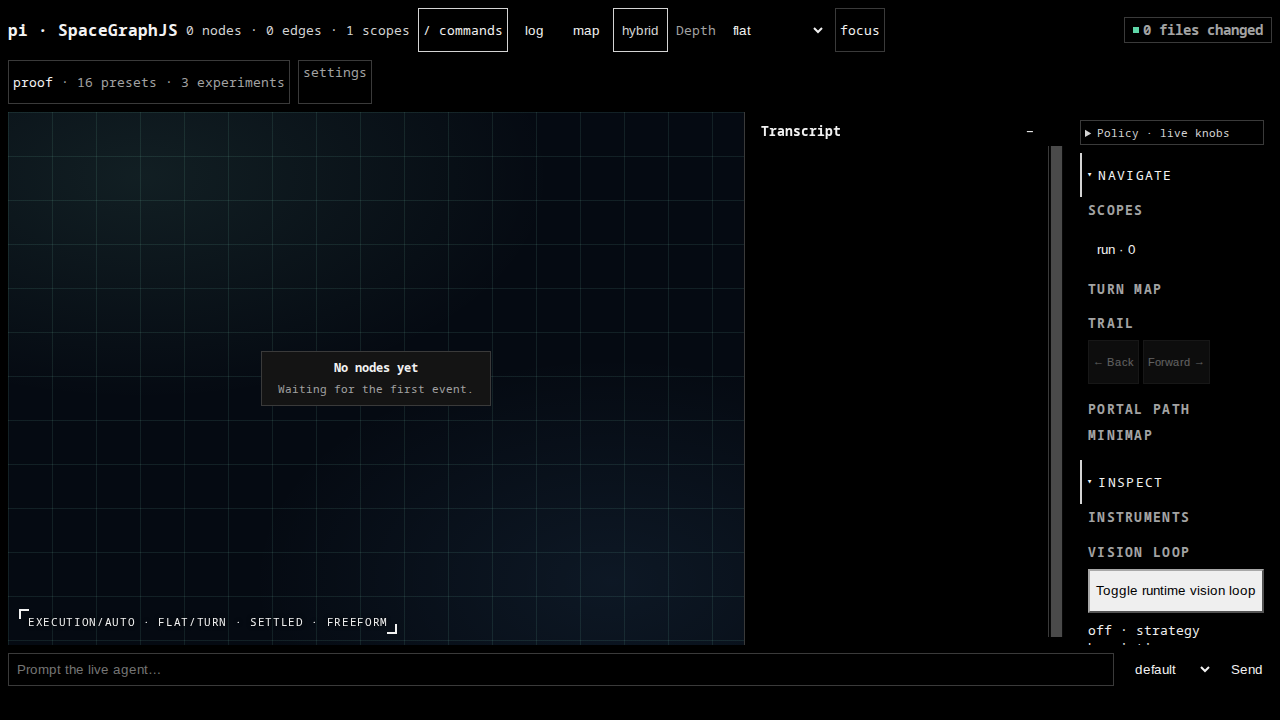 pi · SpaceGraphJS 0 nodes · 0 edges · 1 scopes / commands log map hybrid Depth flat focus 0 files changed
proof · 16 presets · 3 experiments settings
Transcript –
No nodes yet
Waiting for the first event.
EXECUTION/AUTO · FLAT/TURN · SETTLED · FREEFORM
Policy · live knobs
NAVIGATE
SCOPES
run · 0
TURN MAP
TRAIL
← Back Forward →
PORTAL PATH
MINIMAP
INSPECT
INSTRUMENTS
VISION LOOP
Toggle runtime vision loop
off · strategy
Prompt the live agent… default Send